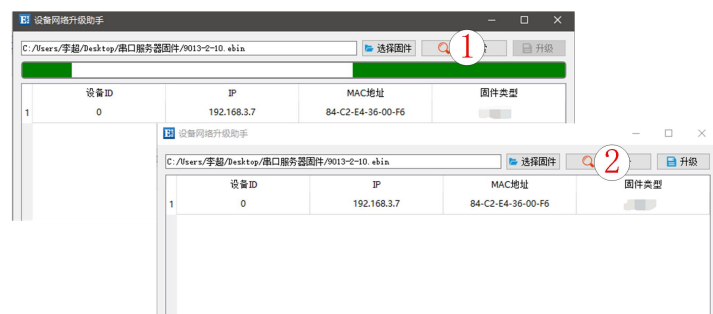 E 设备网络升级助手
C:/Users/李超/Desktop/串口服务器固件/9013-2-10.ebin 选择固件 1 升级
设备ID IP MAC地址 固件类型
1 0 192.168.3.7 84-C2-E4-36-00-F6
E 设备网络升级助手
C:/Users/李超/Desktop/串口服务器固件/9013-2-10.ebin 选择固件 2 升级
设备ID IP MAC地址 固件类型
1 0 192.168.3.7 84-C2-E4-36-00-F6